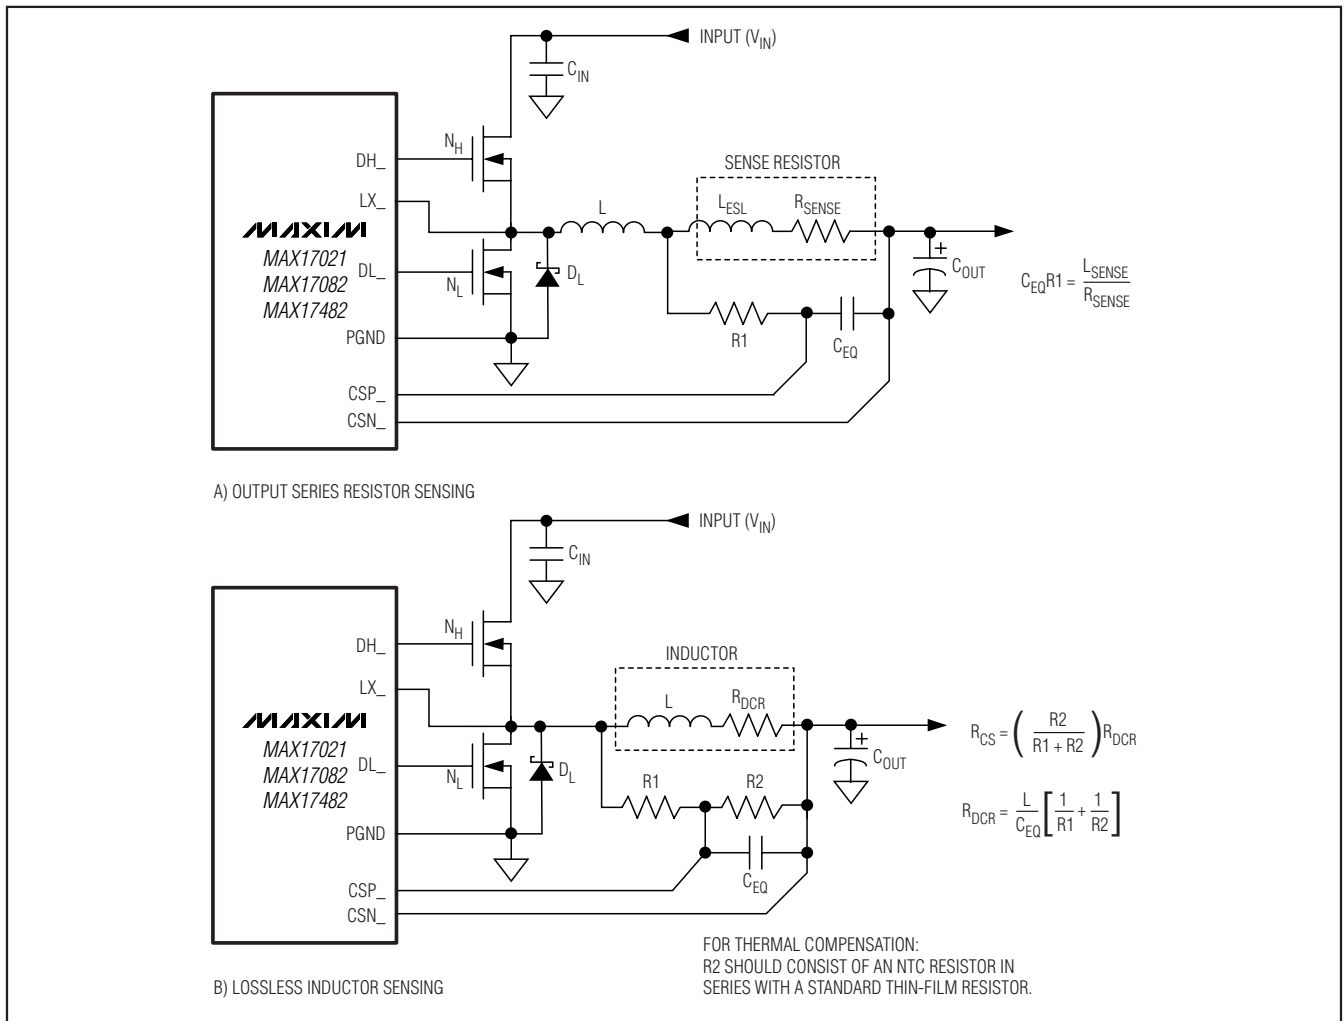 INPUT (VIN)
CIN
NH
DH_
SENSE RESISTOR
LX_
L
LESL
RSENSE
MAXIM
MAX17021
MAX17082
MAX17482
DL_
NL
DL
+
COUT
CEQR1 = LSENSE / RSENSE
R1
CEQ
PGND
CSP_
CSN_
A) OUTPUT SERIES RESISTOR SENSING
INPUT (VIN)
CIN
NH
DH_
INDUCTOR
LX_
L
RDCR
MAXIM
MAX17021
MAX17082
MAX17482
DL_
NL
DL
+
COUT
RCS = ( R2 / R1 + R2 ) RDCR
R1
R2
RDCR = L / CEQ [ 1 / R1 + 1 / R2 ]
PGND
CEQ
CSP_
CSN_
FOR THERMAL COMPENSATION:
R2 SHOULD CONSIST OF AN NTC RESISTOR IN
SERIES WITH A STANDARD THIN-FILM RESISTOR.
B) LOSSLESS INDUCTOR SENSING